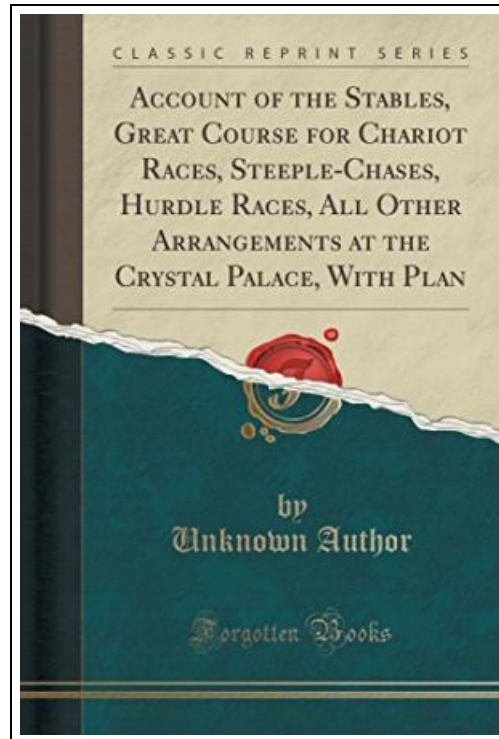 CLASSIC REPRINT SERIES
ACCOUNT OF THE STABLES,
GREAT COURSE FOR CHARIOT
RACES, STEEPLE-CHASES,
HURDLE RACES, ALL OTHER
ARRANGEMENTS AT THE
CRYSTAL PALACE, WITH PLAN
by
Unknown Author
Forgotten Books